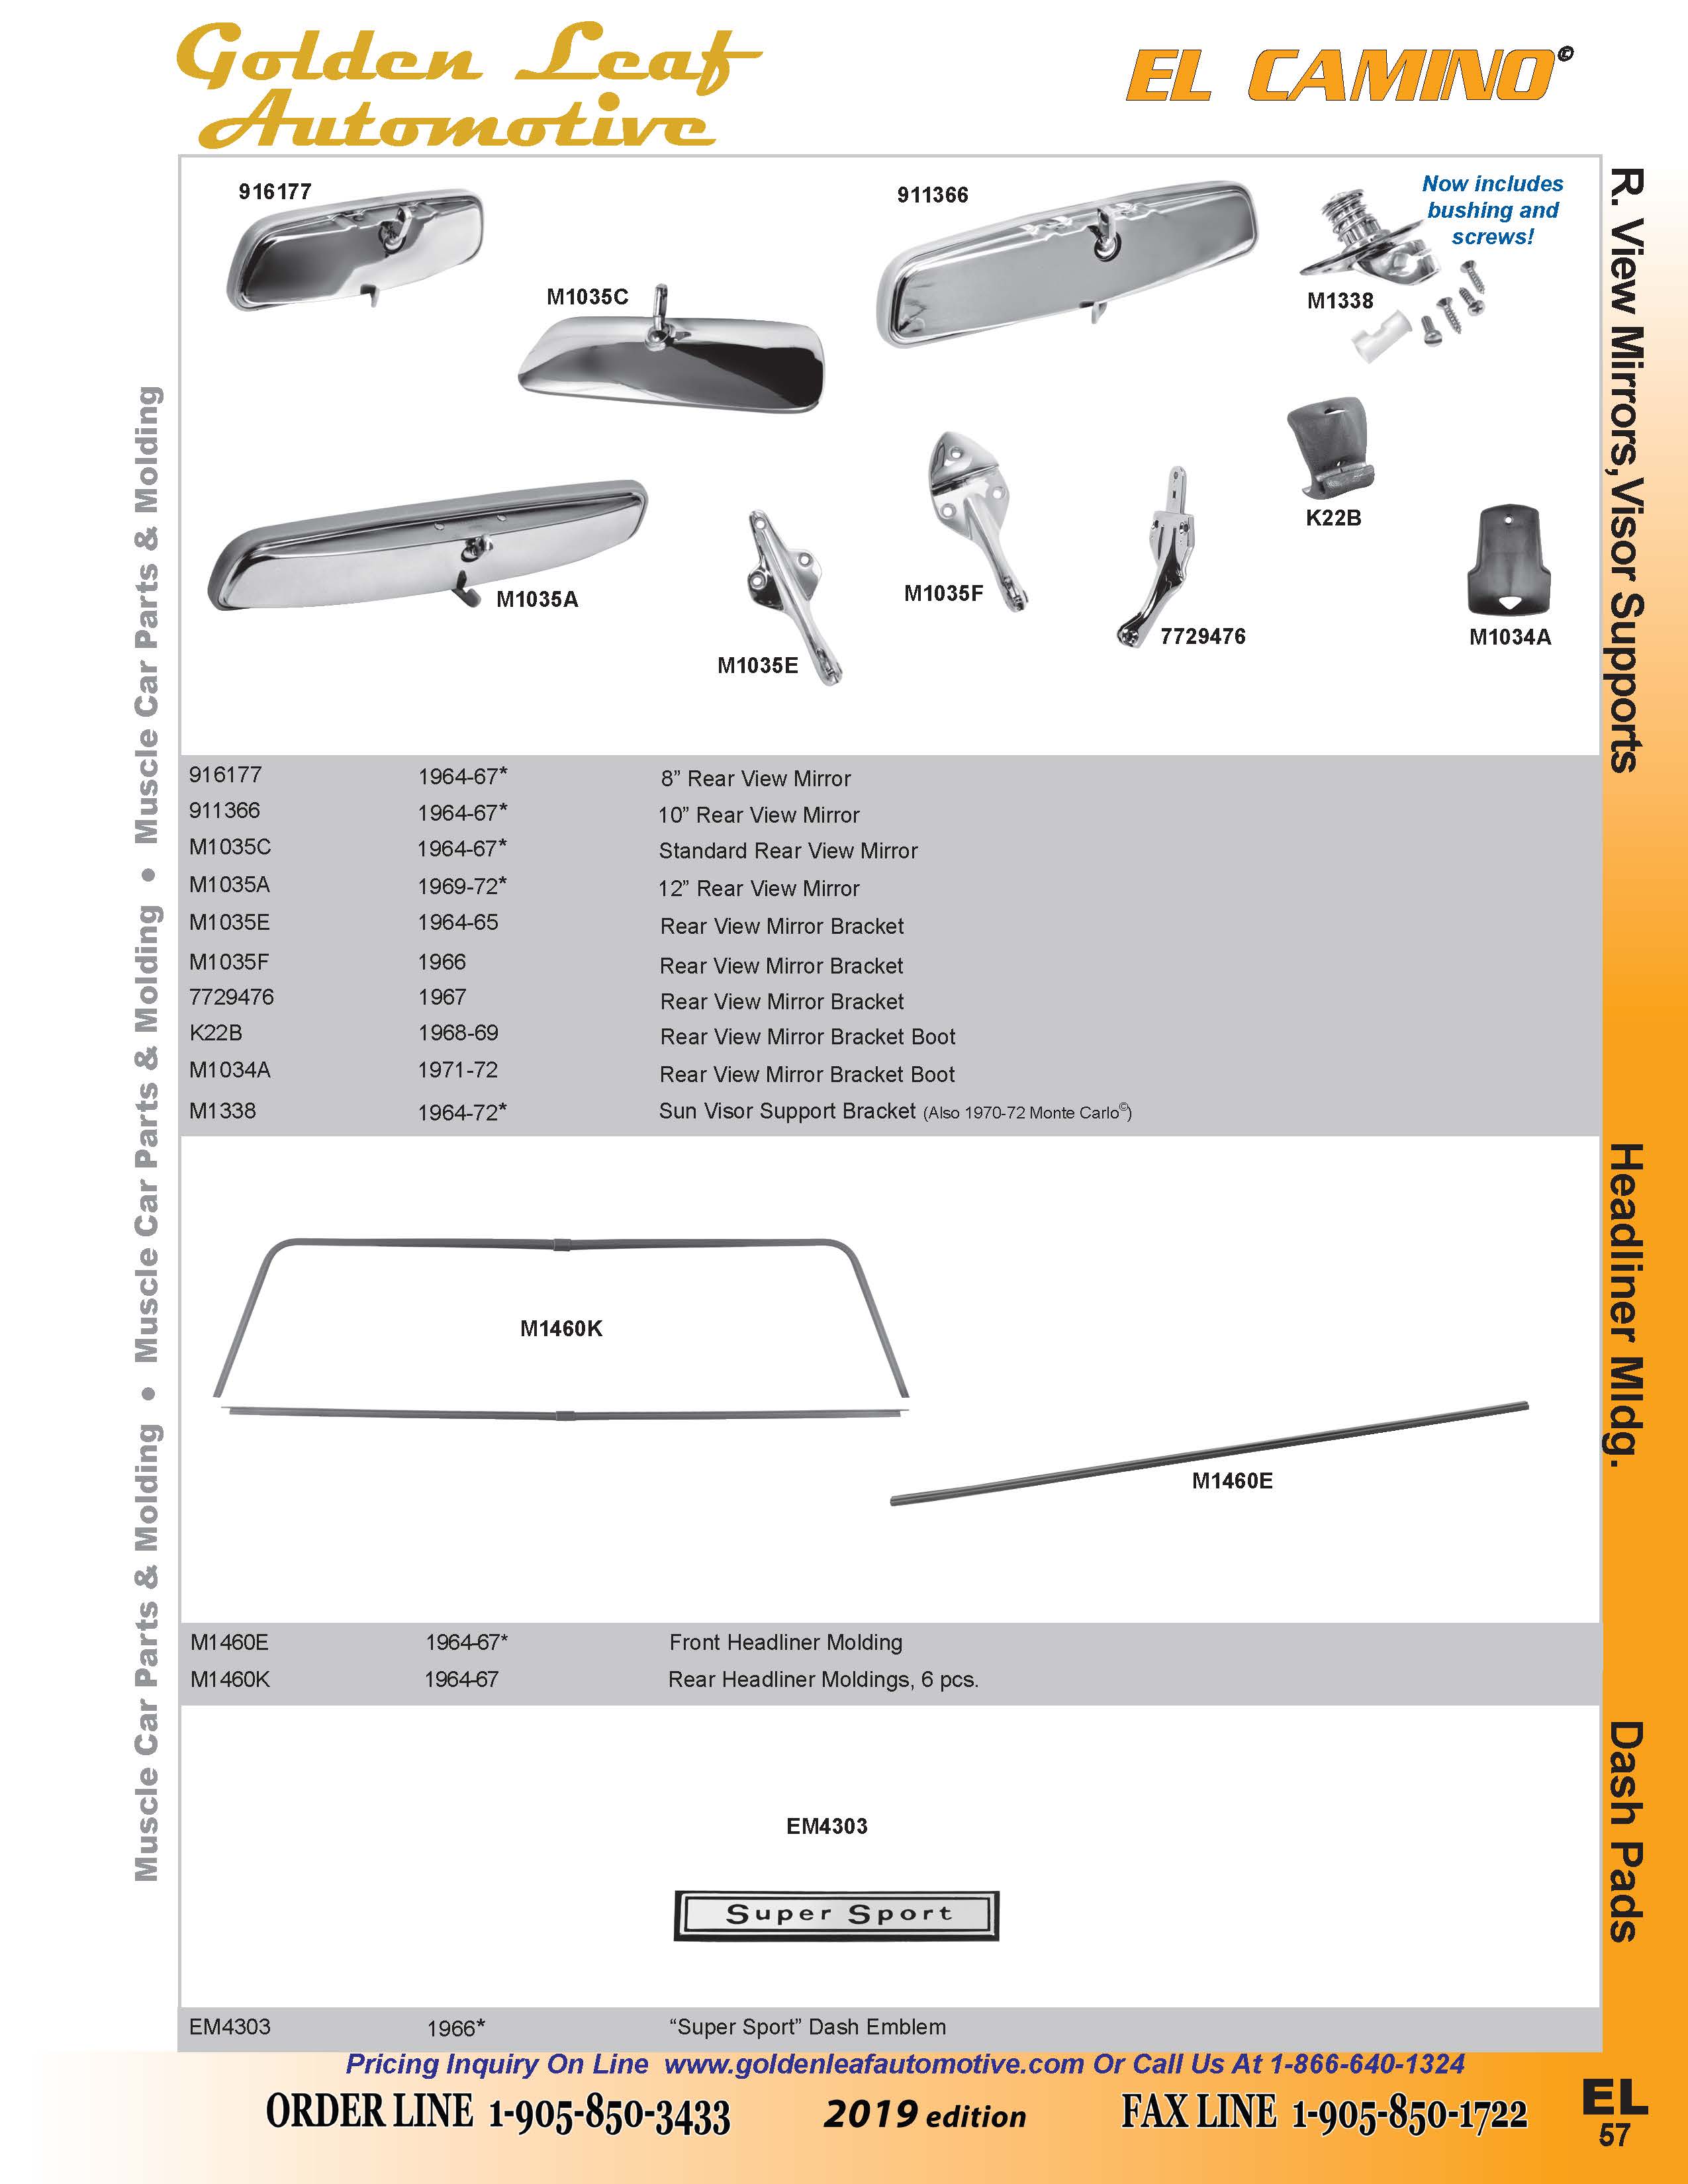 Golden Leaf
Automotive
EL CAMINO©
916177
911366
Now includes
bushing and
screws!
M1035C
M1338
K22B
M1035A
M1035F
7729476
M1034A
M1035E
916177 1964-67* 8” Rear View Mirror
911366 1964-67* 10” Rear View Mirror
M1035C 1964-67* Standard Rear View Mirror
M1035A 1969-72* 12” Rear View Mirror
M1035E 1964-65 Rear View Mirror Bracket
M1035F 1966 Rear View Mirror Bracket
7729476 1967 Rear View Mirror Bracket
K22B 1968-69 Rear View Mirror Bracket Boot
M1034A 1971-72 Rear View Mirror Bracket Boot
M1338 1964-72* Sun Visor Support Bracket (Also 1970-72 Monte Carlo©)
M1460K
M1460E
M1460E 1964-67* Front Headliner Molding
M1460K 1964-67 Rear Headliner Moldings, 6 pcs.
EM4303
Super Sport
EM4303 1966* “Super Sport” Dash Emblem
Muscle Car Parts & Molding • Muscle Car Parts & Molding • Muscle Car Parts & Molding
R. View Mirrors,Visor Supports
Headliner Mldg.
Dash Pads
Pricing Inquiry On Line www.goldenleafautomotive.com Or Call Us At 1-866-640-1324
ORDER LINE 1-905-850-3433 2019 edition FAX LINE 1-905-850-1722
EL
57